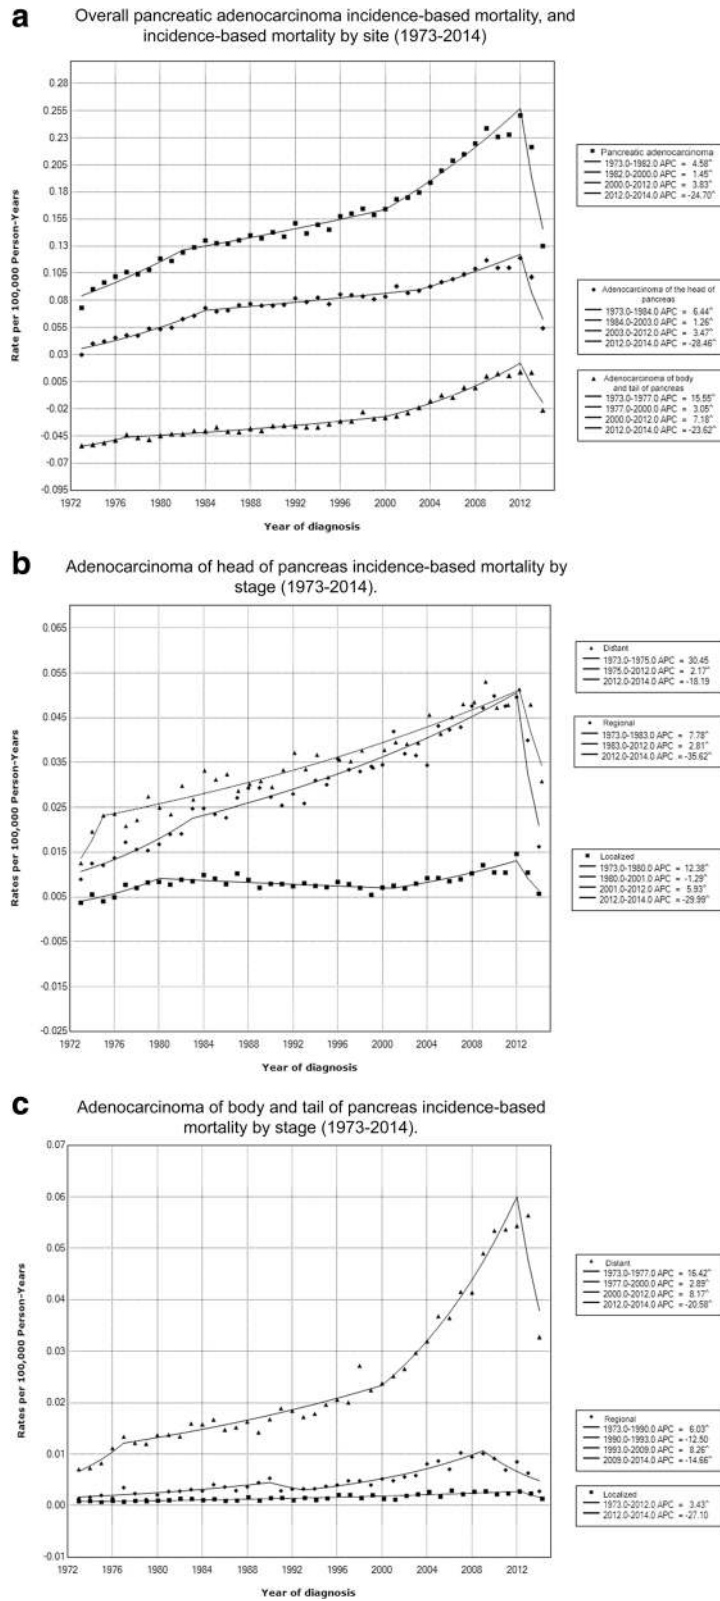 a
Overall pancreatic adenocarcinoma incidence-based mortality, and
incidence-based mortality by site (1973-2014)
Rate per 100,000 Person-Years
0.28
0.255
0.23
0.205
0.18
0.155
0.13
0.105
0.08
0.055
0.03
0.005
-0.02
-0.045
-0.07
-0.095
1972 1976 1980 1984 1988 1992 1996 2000 2004 2008 2012
Year of diagnosis
Pancreatic adenocarcinoma
1973.0-1982.0 APC = 4.58^
1982.0-2000.0 APC = 1.45^
2000.0-2012.0 APC = 3.83^
2012.0-2014.0 APC = -24.70^
Adenocarcinoma of the head of
pancreas
1973.0-1984.0 APC = 6.44^
1984.0-2003.0 APC = 1.26^
2003.0-2012.0 APC = 3.47^
2012.0-2014.0 APC = -28.46^
Adenocarcinoma of body
and tail of pancreas
1973.0-1977.0 APC = 15.55^
1977.0-2000.0 APC = 3.05^
2000.0-2012.0 APC = 7.18^
2012.0-2014.0 APC = -23.62^
b
Adenocarcinoma of head of pancreas incidence-based mortality by
stage (1973-2014).
Rates per 100,000 Person-Years
0.065
0.055
0.045
0.035
0.025
0.015
0.005
-0.005
-0.015
-0.025
1972 1976 1980 1984 1988 1992 1996 2000 2004 2008 2012
Year of diagnosis
Distant
1973.0-1975.0 APC = 30.45
1975.0-2012.0 APC = 2.17^
2012.0-2014.0 APC = -18.19
Regional
1973.0-1983.0 APC = 7.78^
1983.0-2012.0 APC = 2.81^
2012.0-2014.0 APC = -35.62^
Localized
1973.0-1980.0 APC = 12.38^
1980.0-2001.0 APC = -1.29^
2001.0-2012.0 APC = 5.93^
2012.0-2014.0 APC = -29.99^
c
Adenocarcinoma of body and tail of pancreas incidence-based
mortality by stage (1973-2014).
Rates per 100,000 Person-Years
0.07
0.06
0.05
0.04
0.03
0.02
0.01
0.00
-0.01
1972 1976 1980 1984 1988 1992 1996 2000 2004 2008 2012
Year of diagnosis
Distant
1973.0-1977.0 APC = 16.42^
1977.0-2000.0 APC = 2.89^
2000.0-2012.0 APC = 8.17^
2012.0-2014.0 APC = -20.58^
Regional
1973.0-1990.0 APC = 6.03^
1990.0-1993.0 APC = -12.50
1993.0-2009.0 APC = 8.26^
2009.0-2014.0 APC = -14.66^
Localized
1973.0-2012.0 APC = 3.43^
2012.0-2014.0 APC = -27.10